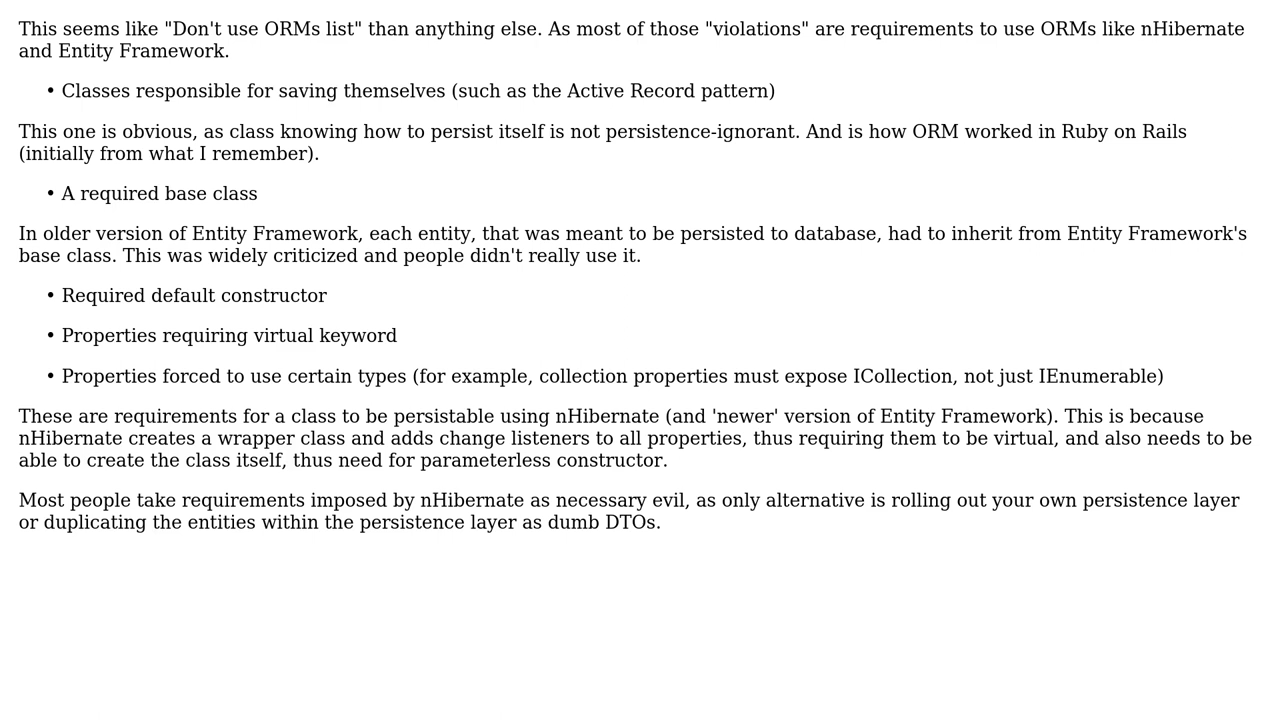 This seems like "Don't use ORMs list" than anything else. As most of those "violations" are requirements to use ORMs like nHibernate
and Entity Framework.
• Classes responsible for saving themselves (such as the Active Record pattern)
This one is obvious, as class knowing how to persist itself is not persistence-ignorant. And is how ORM worked in Ruby on Rails
(initially from what I remember).
• A required base class
In older version of Entity Framework, each entity, that was meant to be persisted to database, had to inherit from Entity Framework's
base class. This was widely criticized and people didn't really use it.
• Required default constructor
• Properties requiring virtual keyword
• Properties forced to use certain types (for example, collection properties must expose ICollection, not just IEnumerable)
These are requirements for a class to be persistable using nHibernate (and 'newer' version of Entity Framework). This is because
nHibernate creates a wrapper class and adds change listeners to all properties, thus requiring them to be virtual, and also needs to be
able to create the class itself, thus need for parameterless constructor.
Most people take requirements imposed by nHibernate as necessary evil, as only alternative is rolling out your own persistence layer
or duplicating the entities within the persistence layer as dumb DTOs.